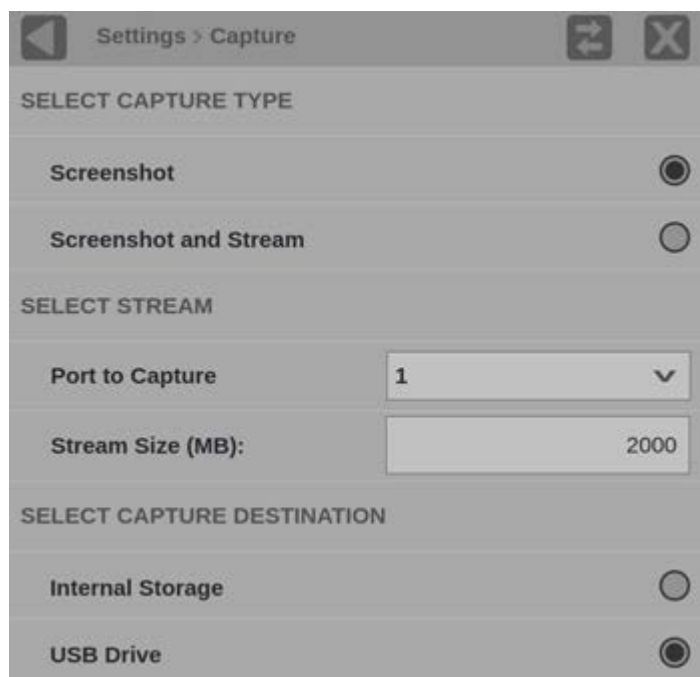 Settings > Capture
SELECT CAPTURE TYPE
Screenshot
Screenshot and Stream
SELECT STREAM
Port to Capture 1
Stream Size (MB): 2000
SELECT CAPTURE DESTINATION
Internal Storage
USB Drive